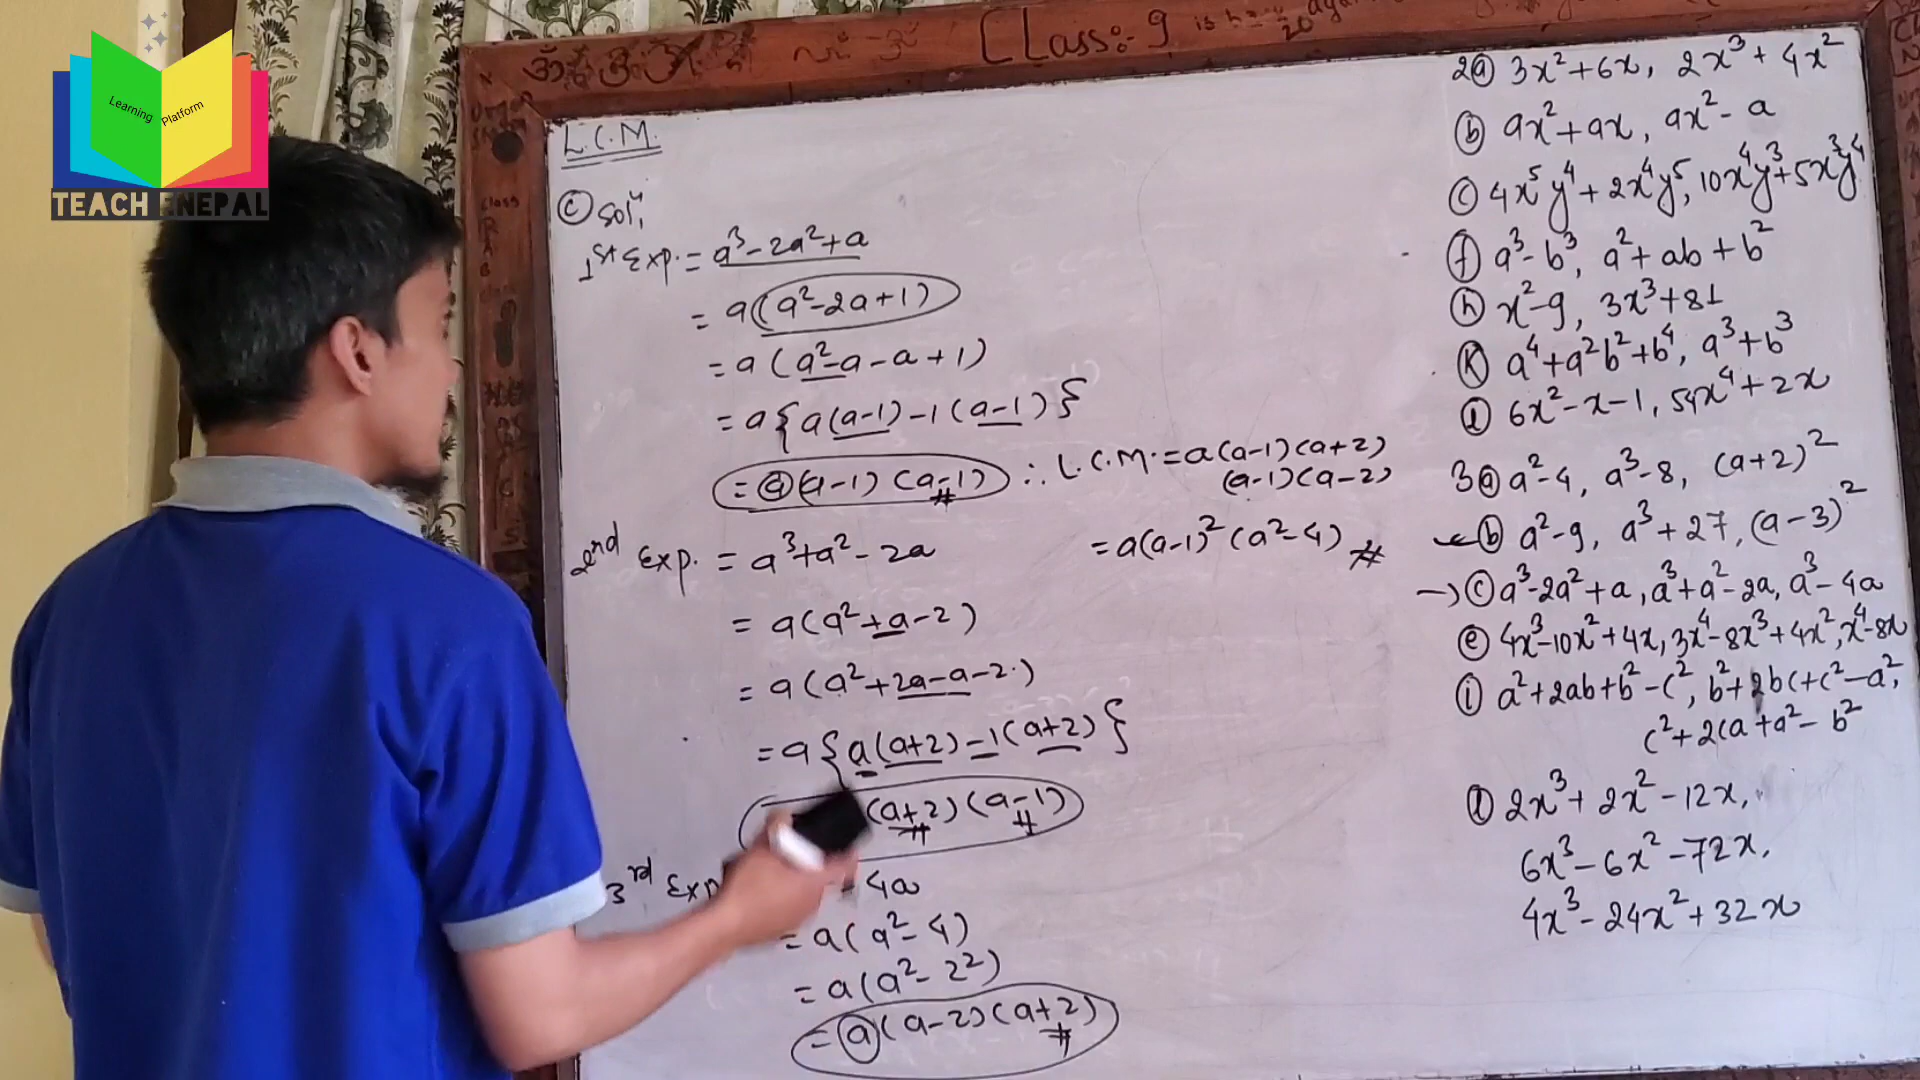 Learning Platform
TEACH ENEPAL
Class:- 9
L.C.M.
ⓒ Solⁿ,
1st Exp. = a³-2a²+a
= a(a²-2a+1)
= a(a²-a-a+1)
= a{a(a-1)-1(a-1)}
= a(a-1)(a-1)
∴ L.C.M. = a(a-1)(a+2)
(a-1)(a-2)
= a(a-1)²(a²-4)
2nd Exp. = a³+a²-2a
= a(a²+a-2)
= a(a²+2a-a-2)
= a{a(a+2)-1(a+2)}
(a+2)(a-1)
3rd Exp 4a
= a(a²-4)
= a(a²-2²)
= a(a-2)(a+2)
2ⓐ 3x²+6x, 2x³+4x²
ⓑ ax²+ax, ax²-a
ⓒ 4x⁵y⁴+2x⁴y⁵, 10x⁴y³+5x³y⁴
ⓕ a³-b³, a²+ab+b²
ⓗ x²-9, 3x³+81
ⓚ a⁴+a²b²+b⁴, a³+b³
ⓛ 6x²-x-1, 54x⁴+2x
3ⓐ a²-4, a³-8, (a+2)²
ⓑ a²-9, a³+27, (a-3)²
→ ⓒ a³-2a²+a, a³+a²-2a, a³-4a
ⓔ 4x³-10x²+4x, 3x⁴-8x³+4x², x⁴-8x
ⓘ a²+2ab+b²-c², b²+2bc+c²-a²,
c²+2ca+a²-b²
ⓛ 2x³+2x²-12x,
6x³-6x²-72x,
4x³-24x²+32x